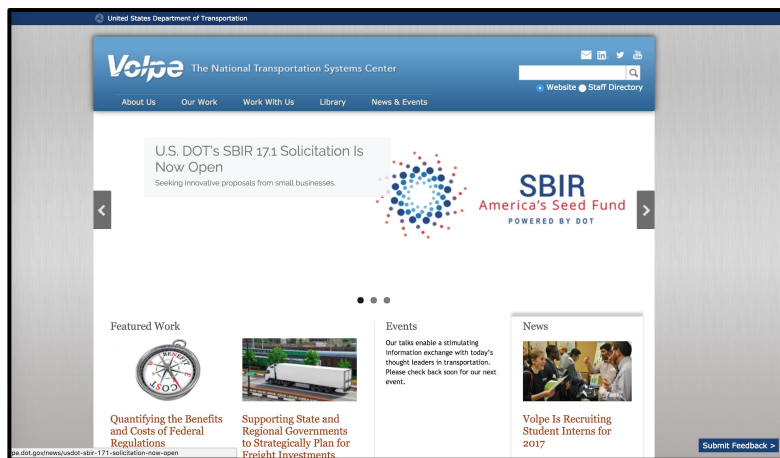 United States Department of Transportation
Volpe The National Transportation Systems Center
Website Staff Directory
About Us Our Work Work With Us Library News & Events
U.S. DOT's SBIR 17.1 Solicitation Is
Now Open
Seeking innovative proposals from small businesses.
SBIR
America's Seed Fund
POWERED BY DOT
Featured Work
BENEFIT
COST
Quantifying the Benefits
and Costs of Federal
Regulations
Supporting State and
Regional Governments
to Strategically Plan for
Freight Investments
Events
Our talks enable a stimulating
information exchange with today's
thought leaders in transportation.
Please check back soon for our next
event.
News
Volpe Is Recruiting
Student Interns for
2017
pe.dot.gov/news/usdot-sbir-171-solicitation-now-open
Submit Feedback >